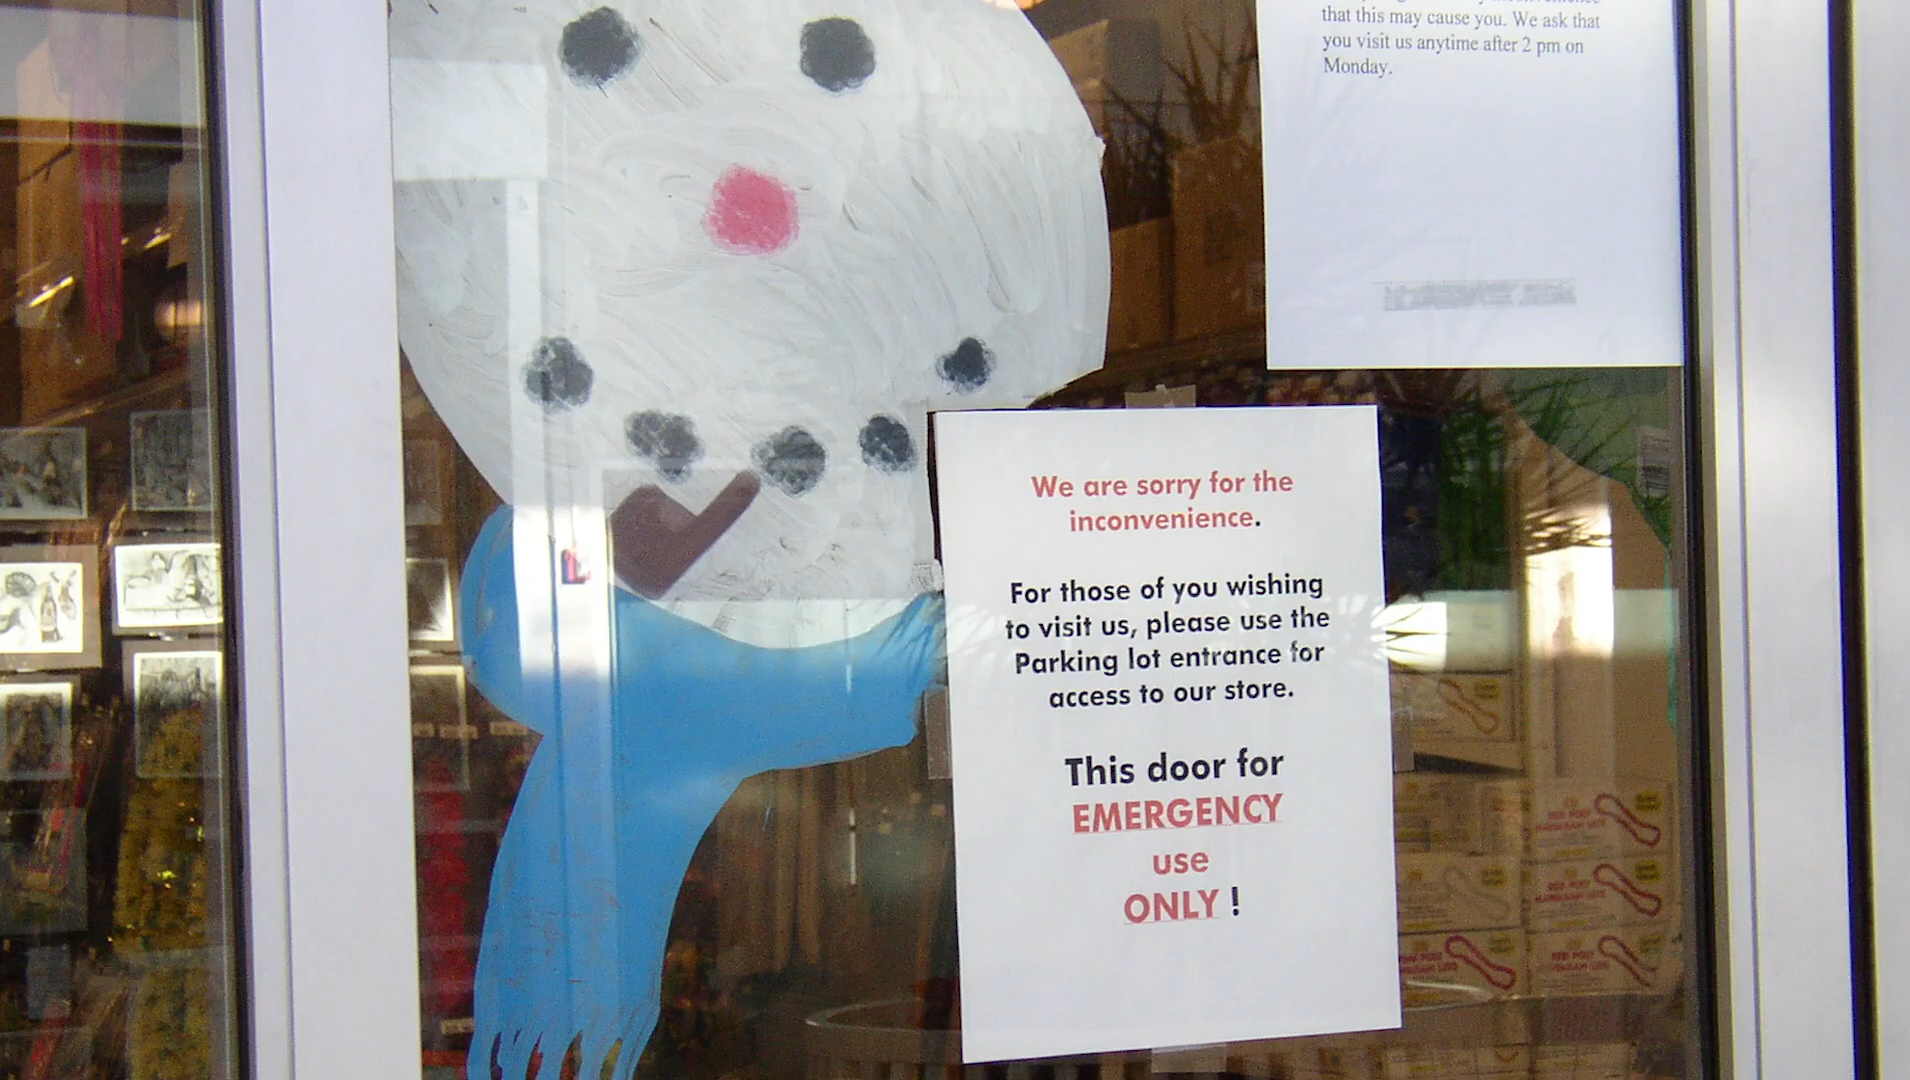 that this may cause you. We ask that
you visit us anytime after 2 pm on
Monday.
We are sorry for the
inconvenience.
For those of you wishing
to visit us, please use the
Parking lot entrance for
access to our store.
This door for
EMERGENCY
use
ONLY !